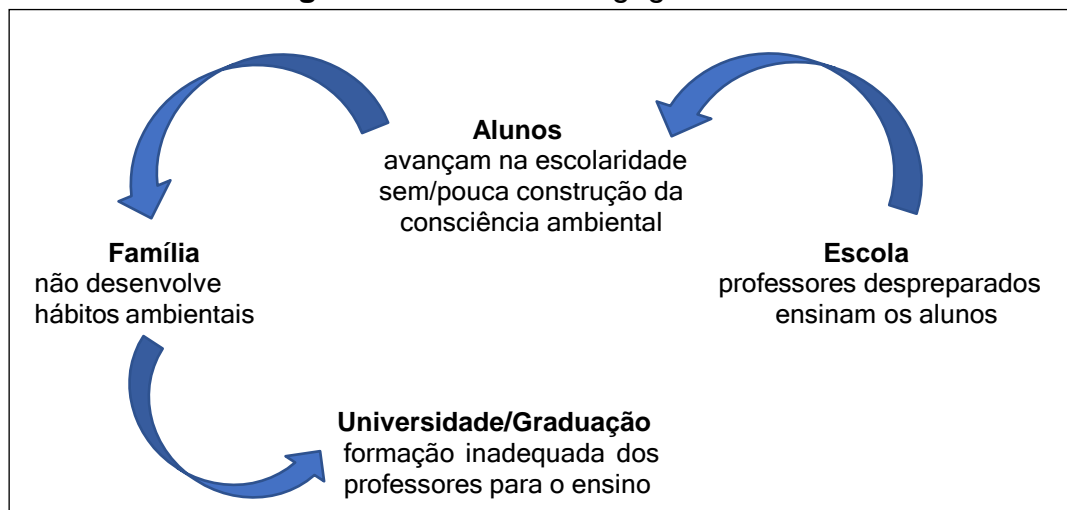 Alunos
avançam na escolaridade
sem/pouca construção da
consciência ambiental
Família
não desenvolve
hábitos ambientais
Escola
professores despreparados
ensinam os alunos
Universidade/Graduação
formação inadequada dos
professores para o ensino